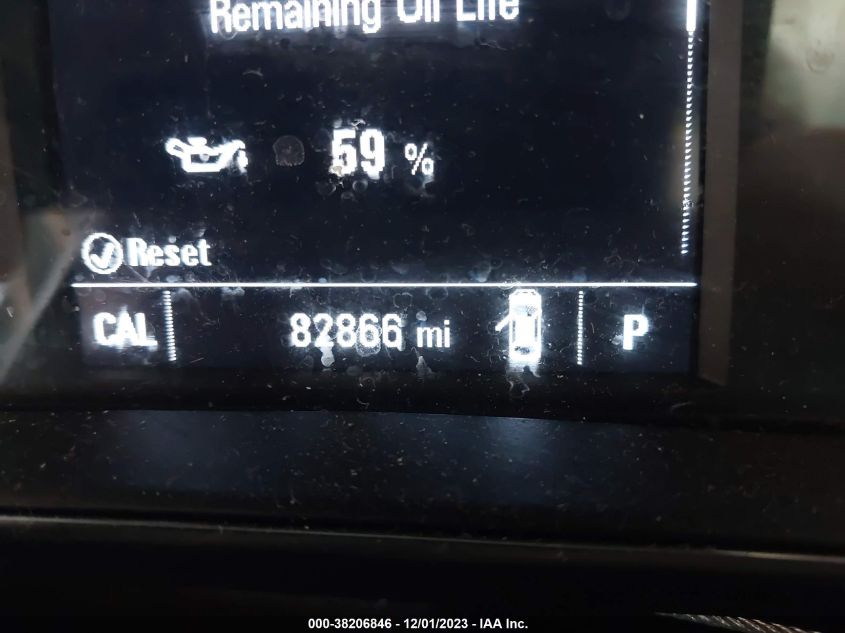 Remaining Oil Life
59 %
Reset
CAL 82866 mi P
000-38206846 - 12/01/2023 - IAA Inc.